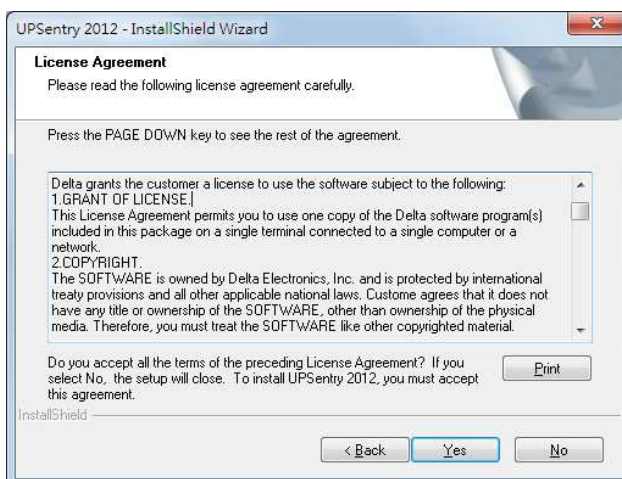 UPSentry 2012 - InstallShield Wizard
License Agreement
Please read the following license agreement carefully.
Press the PAGE DOWN key to see the rest of the agreement.
Delta grants the customer a license to use the software subject to the following:
1.GRANT OF LICENSE.
This License Agreement permits you to use one copy of the Delta software program(s)
included in this package on a single terminal connected to a single computer or a
network.
2.COPYRIGHT.
The SOFTWARE is owned by Delta Electronics, Inc. and is protected by international
treaty provisions and all other applicable national laws. Custome agrees that it does not
have any title or ownership of the SOFTWARE, other than ownership of the physical
media. Therefore, you must treat the SOFTWARE like other copyrighted material.
Do you accept all the terms of the preceding License Agreement? If you
select No, the setup will close. To install UPSentry 2012, you must accept
this agreement.
Print
InstallShield
< Back
Yes
No